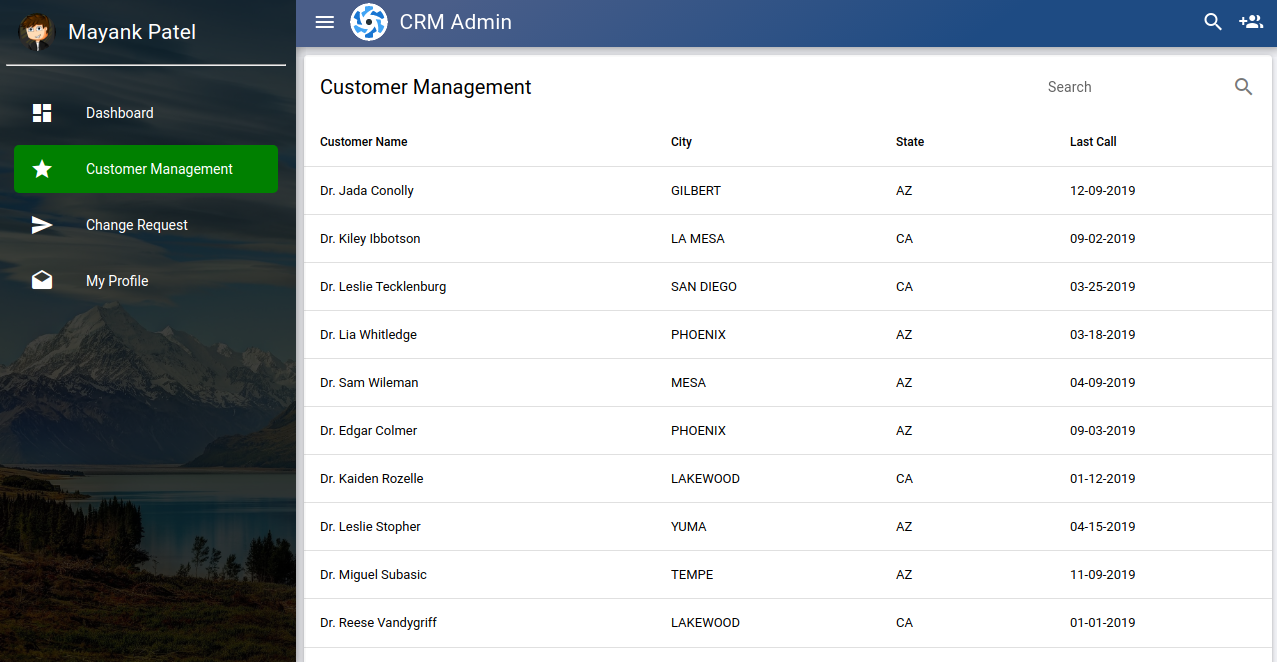 Mayank Patel
Dashboard
Customer Management
Change Request
My Profile
CRM Admin
Customer Management
Search
Customer Name City State Last Call
Dr. Jada Conolly GILBERT AZ 12-09-2019
Dr. Kiley Ibbotson LA MESA CA 09-02-2019
Dr. Leslie Tecklenburg SAN DIEGO CA 03-25-2019
Dr. Lia Whitledge PHOENIX AZ 03-18-2019
Dr. Sam Wileman MESA AZ 04-09-2019
Dr. Edgar Colmer PHOENIX AZ 09-03-2019
Dr. Kaiden Rozelle LAKEWOOD CA 01-12-2019
Dr. Leslie Stopher YUMA AZ 04-15-2019
Dr. Miguel Subasic TEMPE AZ 11-09-2019
Dr. Reese Vandygriff LAKEWOOD CA 01-01-2019